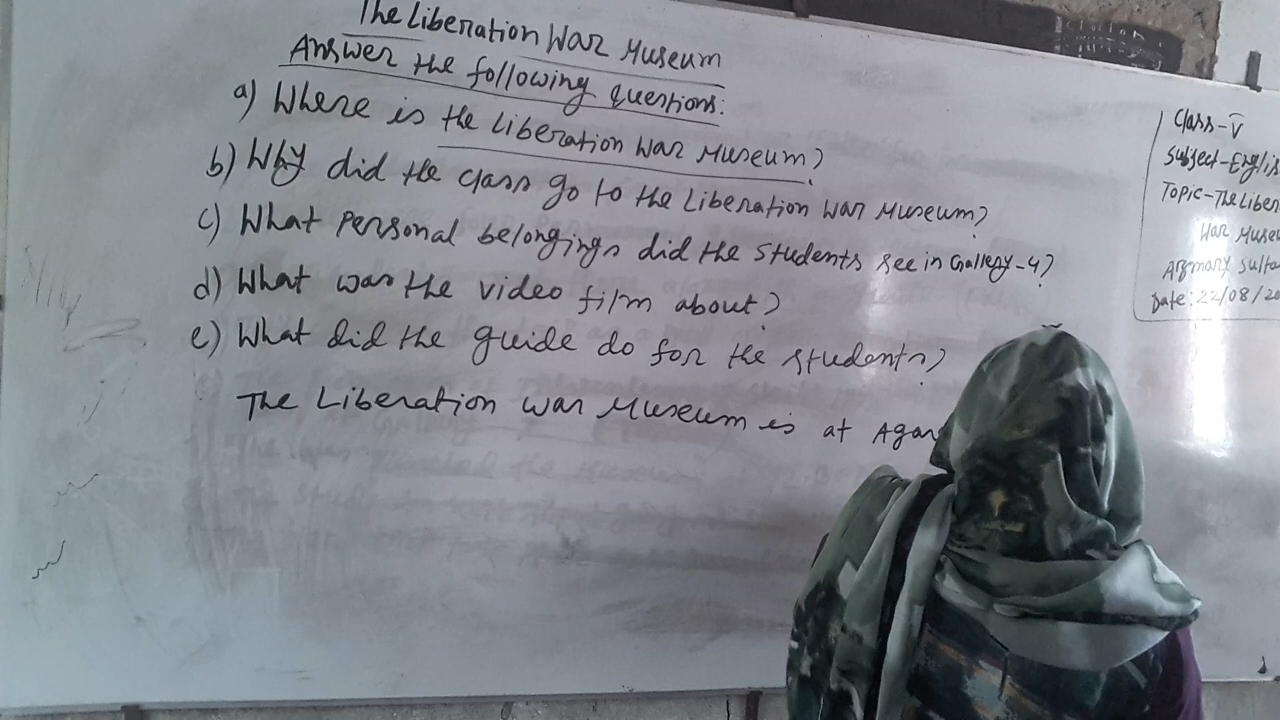 The Liberation War Museum
Answer the following questions:
a) Where is the Liberation War Museum?
b) Why did the class go to the Liberation War Museum?
c) What personal belongings did the students see in Gallery-4?
d) What was the video film about?
e) What did the guide do for the students?
The Liberation War Museum is at Agar
Class-V
Subject-Englis
Topic-The Liber
War Museu
Sulta
Date: 22/08/20